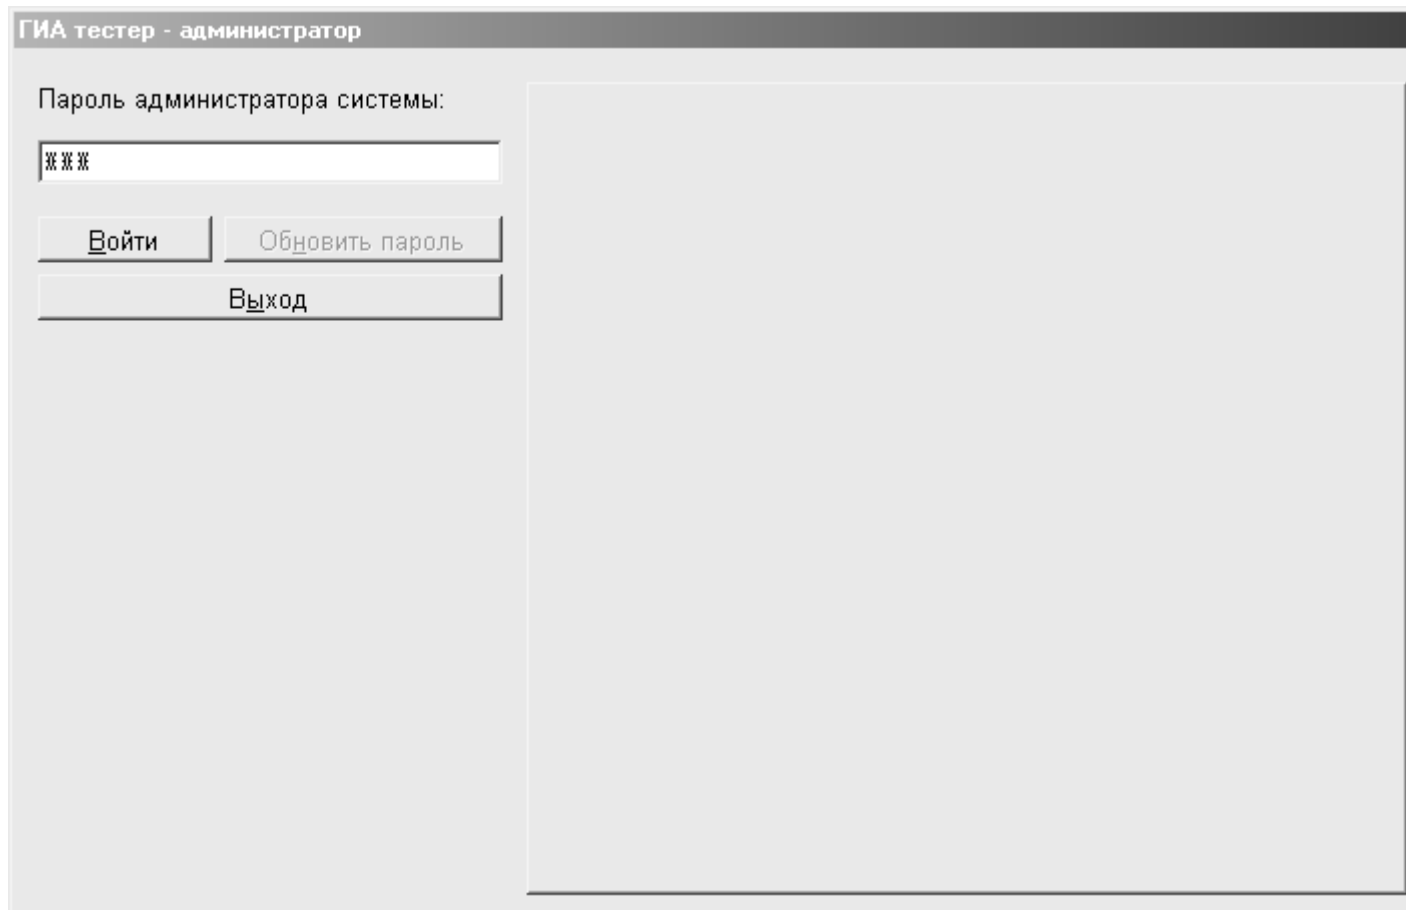 ГИА тестер - администратор
Пароль администратора системы:
***
Войти
Обновить пароль
Выход